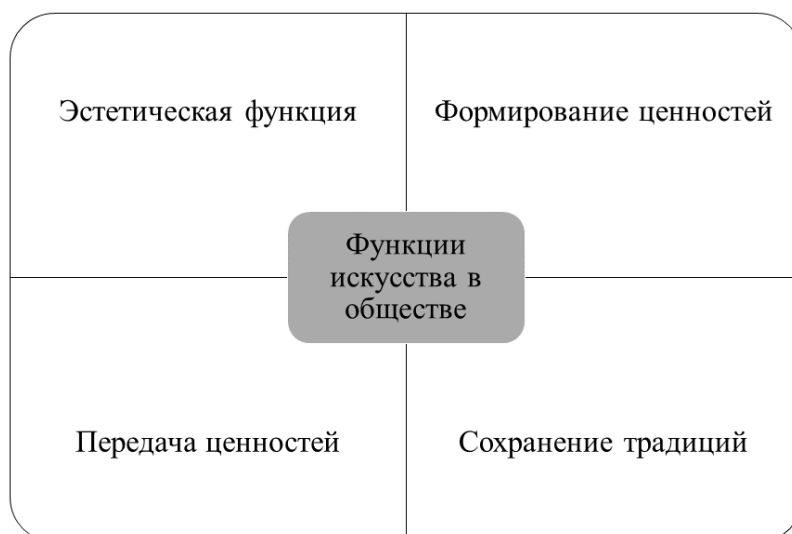 Эстетическая функция
Формирование ценностей
Функции
искусства в
обществе
Передача ценностей
Сохранение традиций